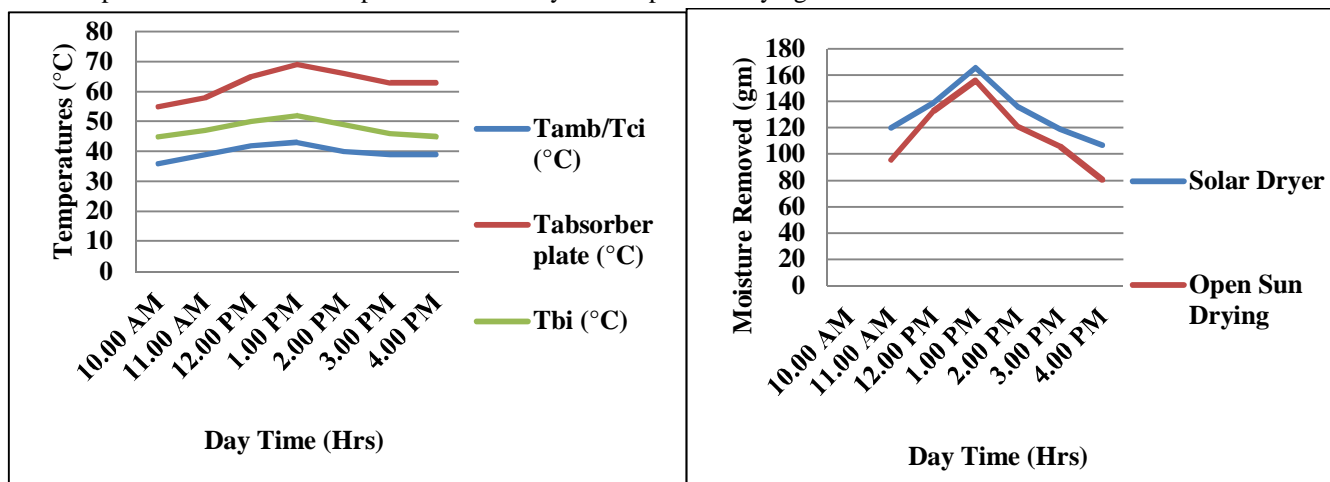 Temperatures (°C)
80
70
60
50
40
30
20
10
0
10.00 AM
11.00 AM
12.00 PM
1.00 PM
2.00 PM
3.00 PM
4.00 PM
Day Time (Hrs)
Tamb/Tci
(°C)
Tabsorber
plate (°C)
Tbi (°C)
Moisture Removed (gm)
180
160
140
120
100
80
60
40
20
0
10.00 AM
11.00 AM
12.00 PM
1.00 PM
2.00 PM
3.00 PM
4.00 PM
Day Time (Hrs)
Solar Dryer
Open Sun
Drying